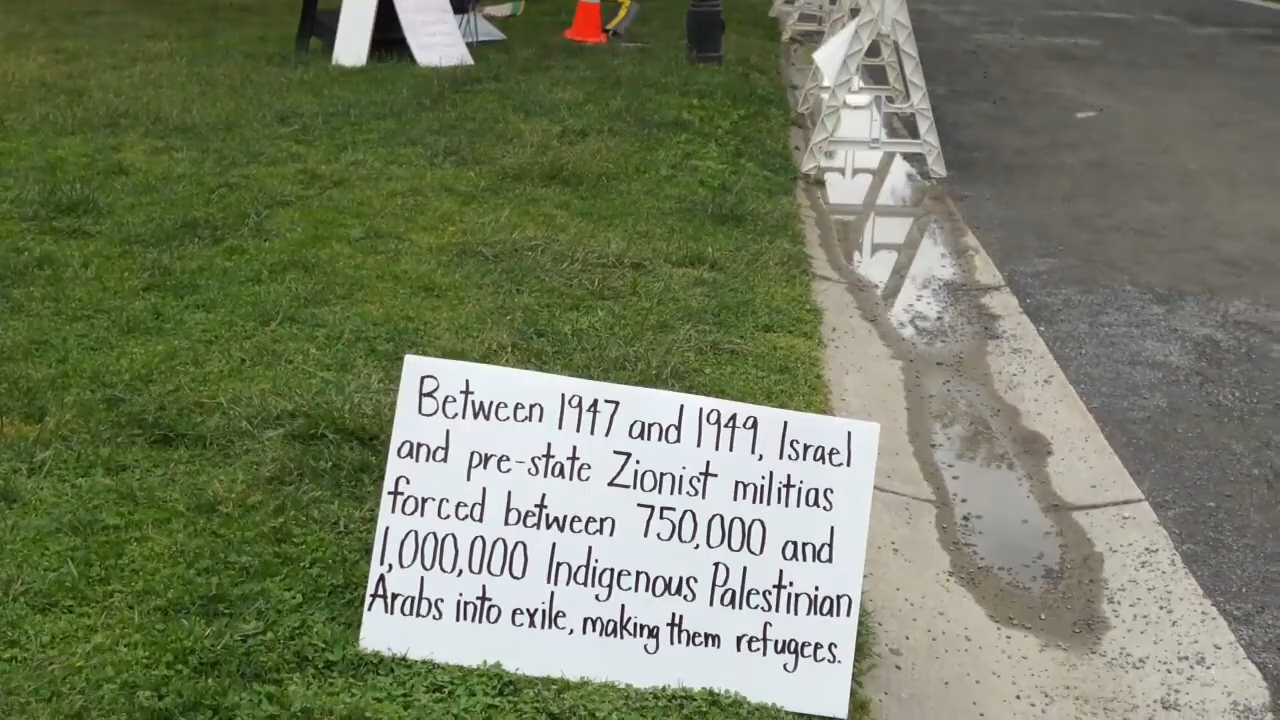 Between 1947 and 1949, Israel
and pre-state Zionist militias
forced between 750,000 and
1,000,000 Indigenous Palestinian
Arabs into exile, making them refugees.